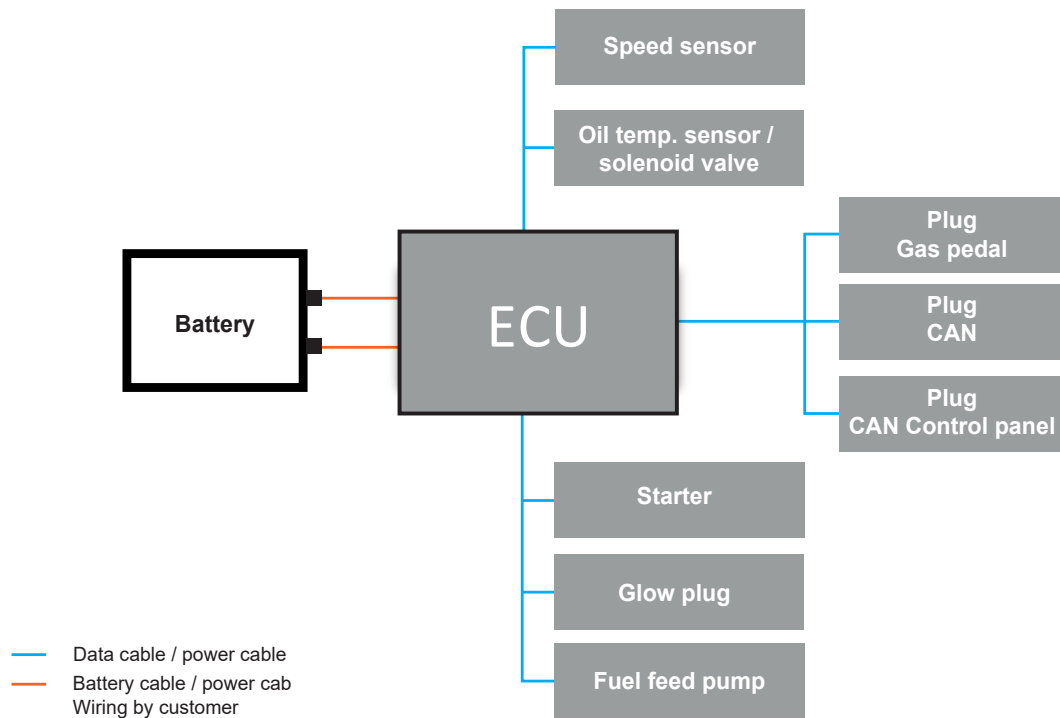 Speed sensor
Oil temp. sensor /
solenoid valve
Plug
Gas pedal
Battery
ECU
Plug
CAN
Plug
CAN Control panel
Starter
Glow plug
Fuel feed pump
Data cable / power cable
Battery cable / power cab
Wiring by customer